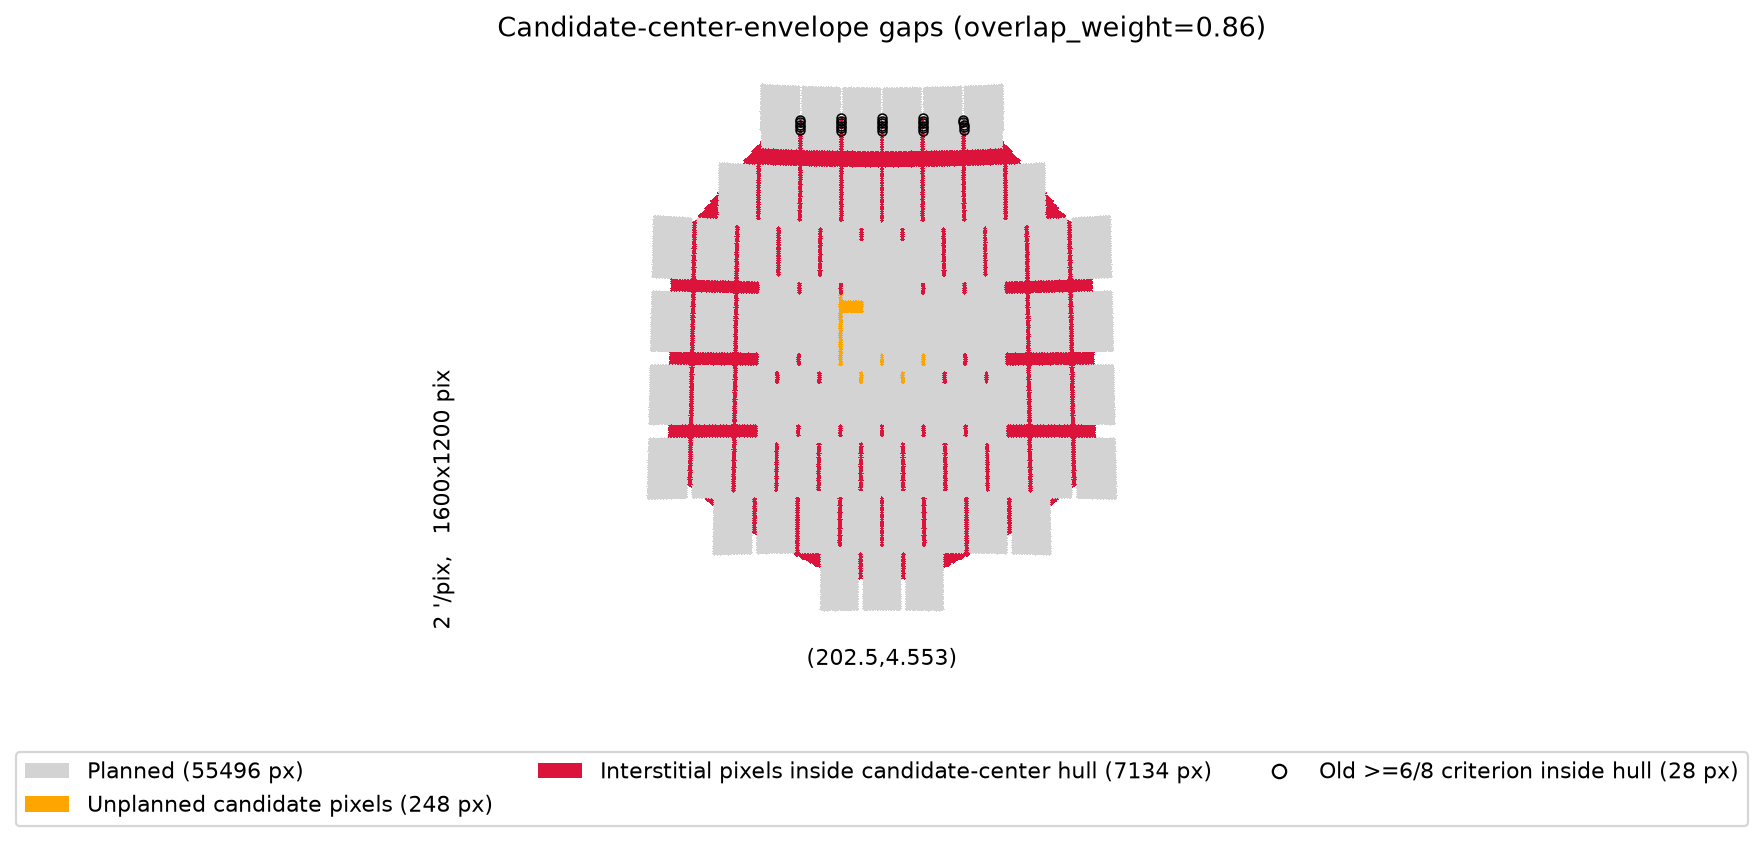 Candidate-center-envelope gaps (overlap_weight=0.86)
2 '/pix,   1600x1200 pix
(202.5,4.553)
Planned (55496 px)
Unplanned candidate pixels (248 px)
Interstitial pixels inside candidate-center hull (7134 px)
Old >=6/8 criterion inside hull (28 px)